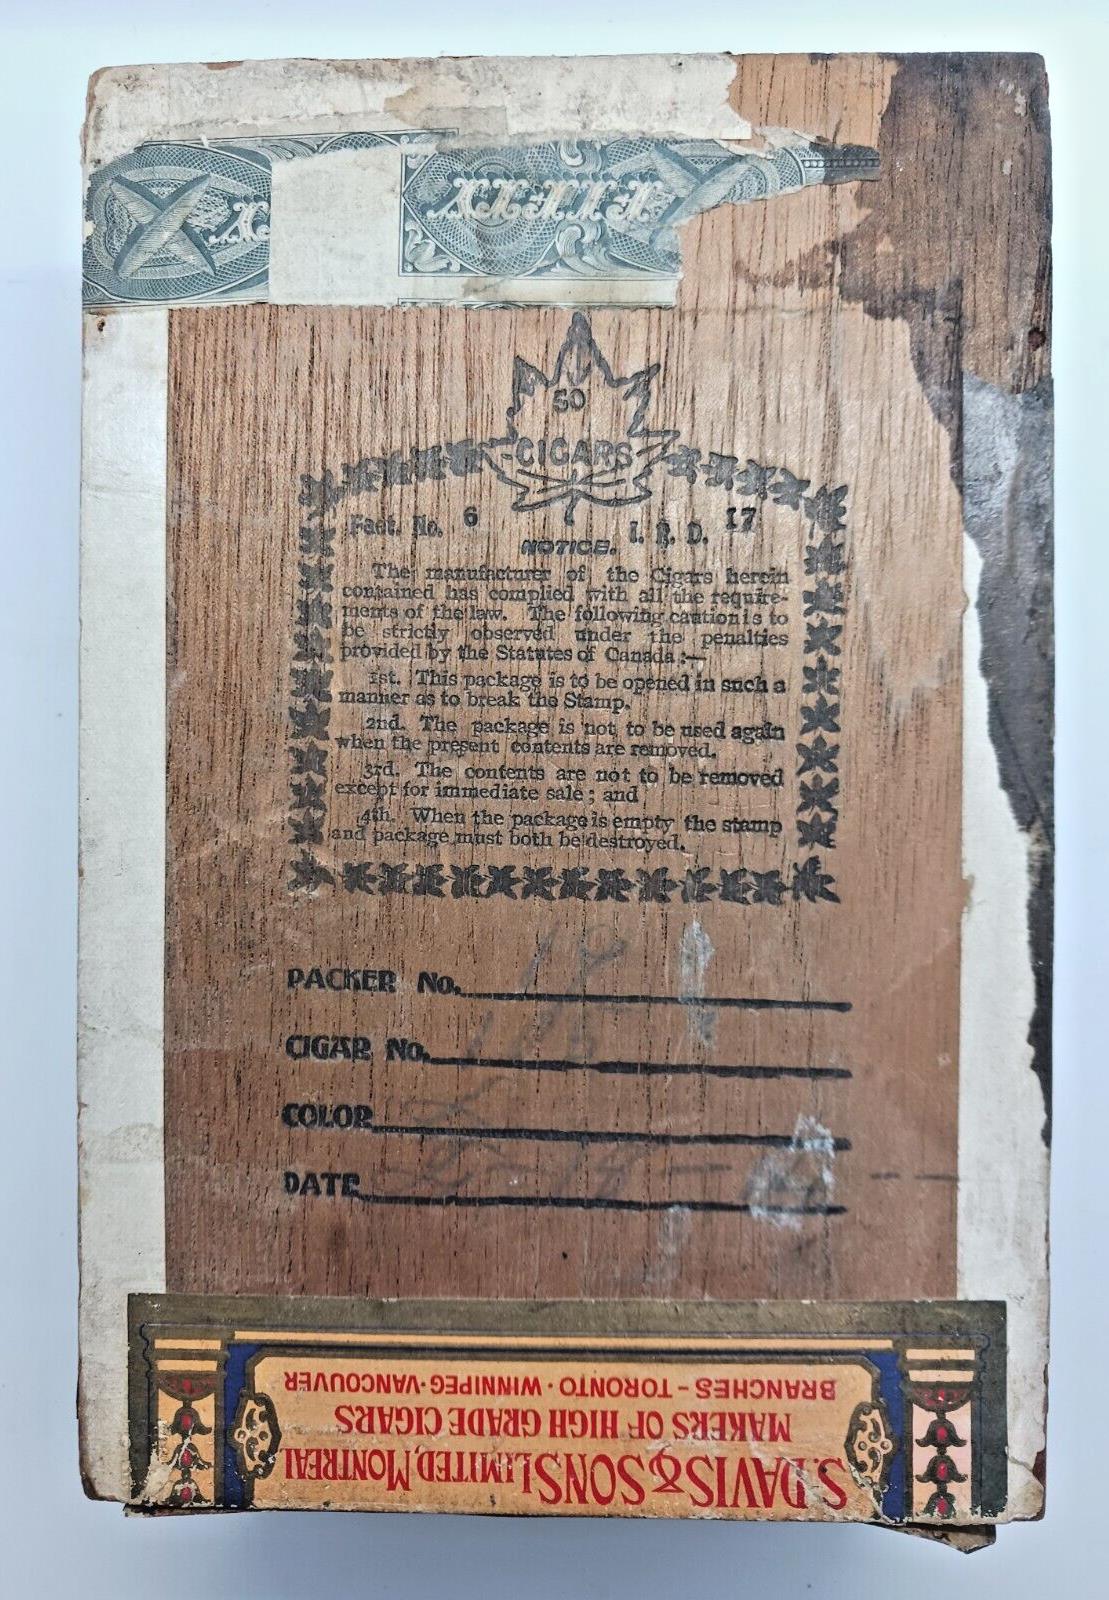 50
CIGARS
Fact. No. 6 I. R. D. 17
NOTICE.
The manufacturer of the Cigars herein
contained has complied with all the require-
ments of the law. The following caution is to
be strictly observed under the penalties
provided by the Statutes of Canada :—
1st. This package is to be opened in such a
manner as to break the Stamp.
2nd. The package is not to be used again
when the present contents are removed.
3rd. The contents are not to be removed
except for immediate sale ; and
4th. When the package is empty the stamp
and package must both be destroyed.
PACKER No.
CIGAR No.
COLOR
DATE
S. DAVIS & SONS, LIMITED, MONTREAL
MAKERS OF HIGH GRADE CIGARS
BRANCHES - TORONTO · WINNIPEG · VANCOUVER